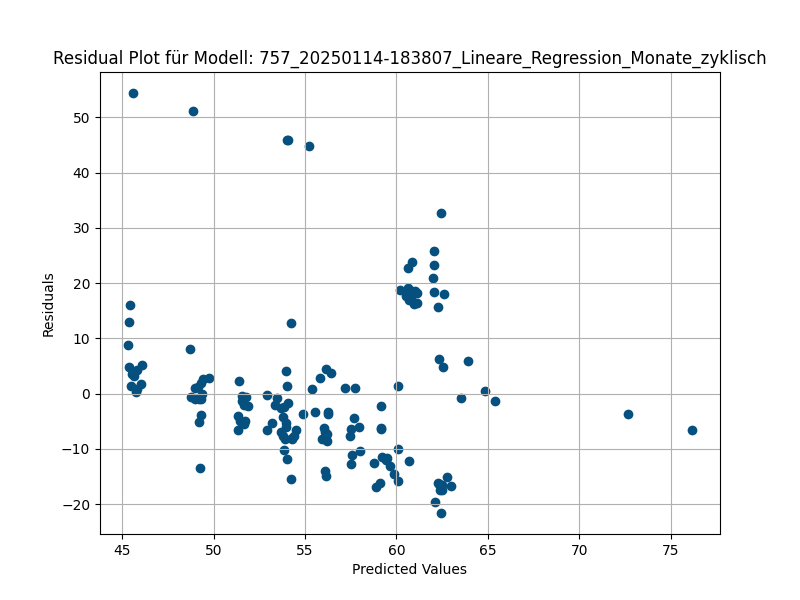 Residual Plot für Modell: 757_20250114-183807_Lineare_Regression_Monate_zyklisch
50
40
30
20
10
0
−10
−20
Residuals
45 50 55 60 65 70 75
Predicted Values